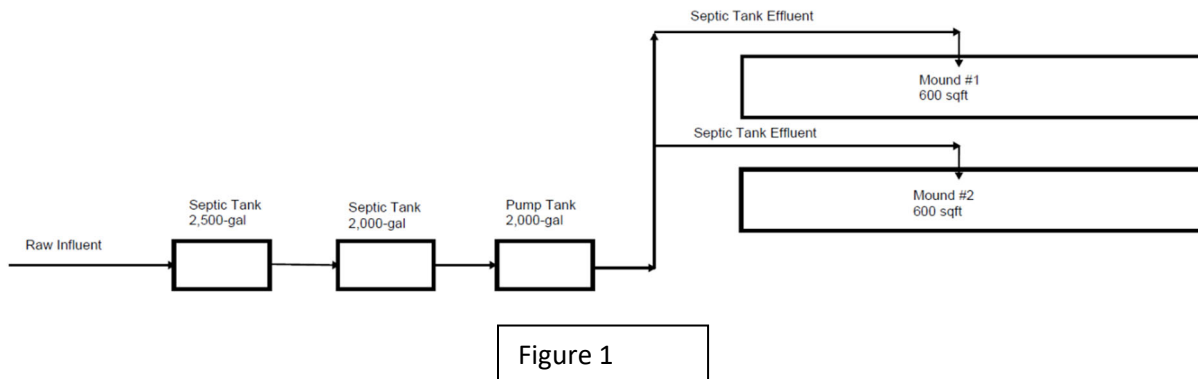 Septic Tank Effluent
Mound #1
600 sqft
Septic Tank Effluent
Mound #2
600 sqft
Septic Tank
2,500-gal
Septic Tank
2,000-gal
Pump Tank
2,000-gal
Raw Influent
Figure 1